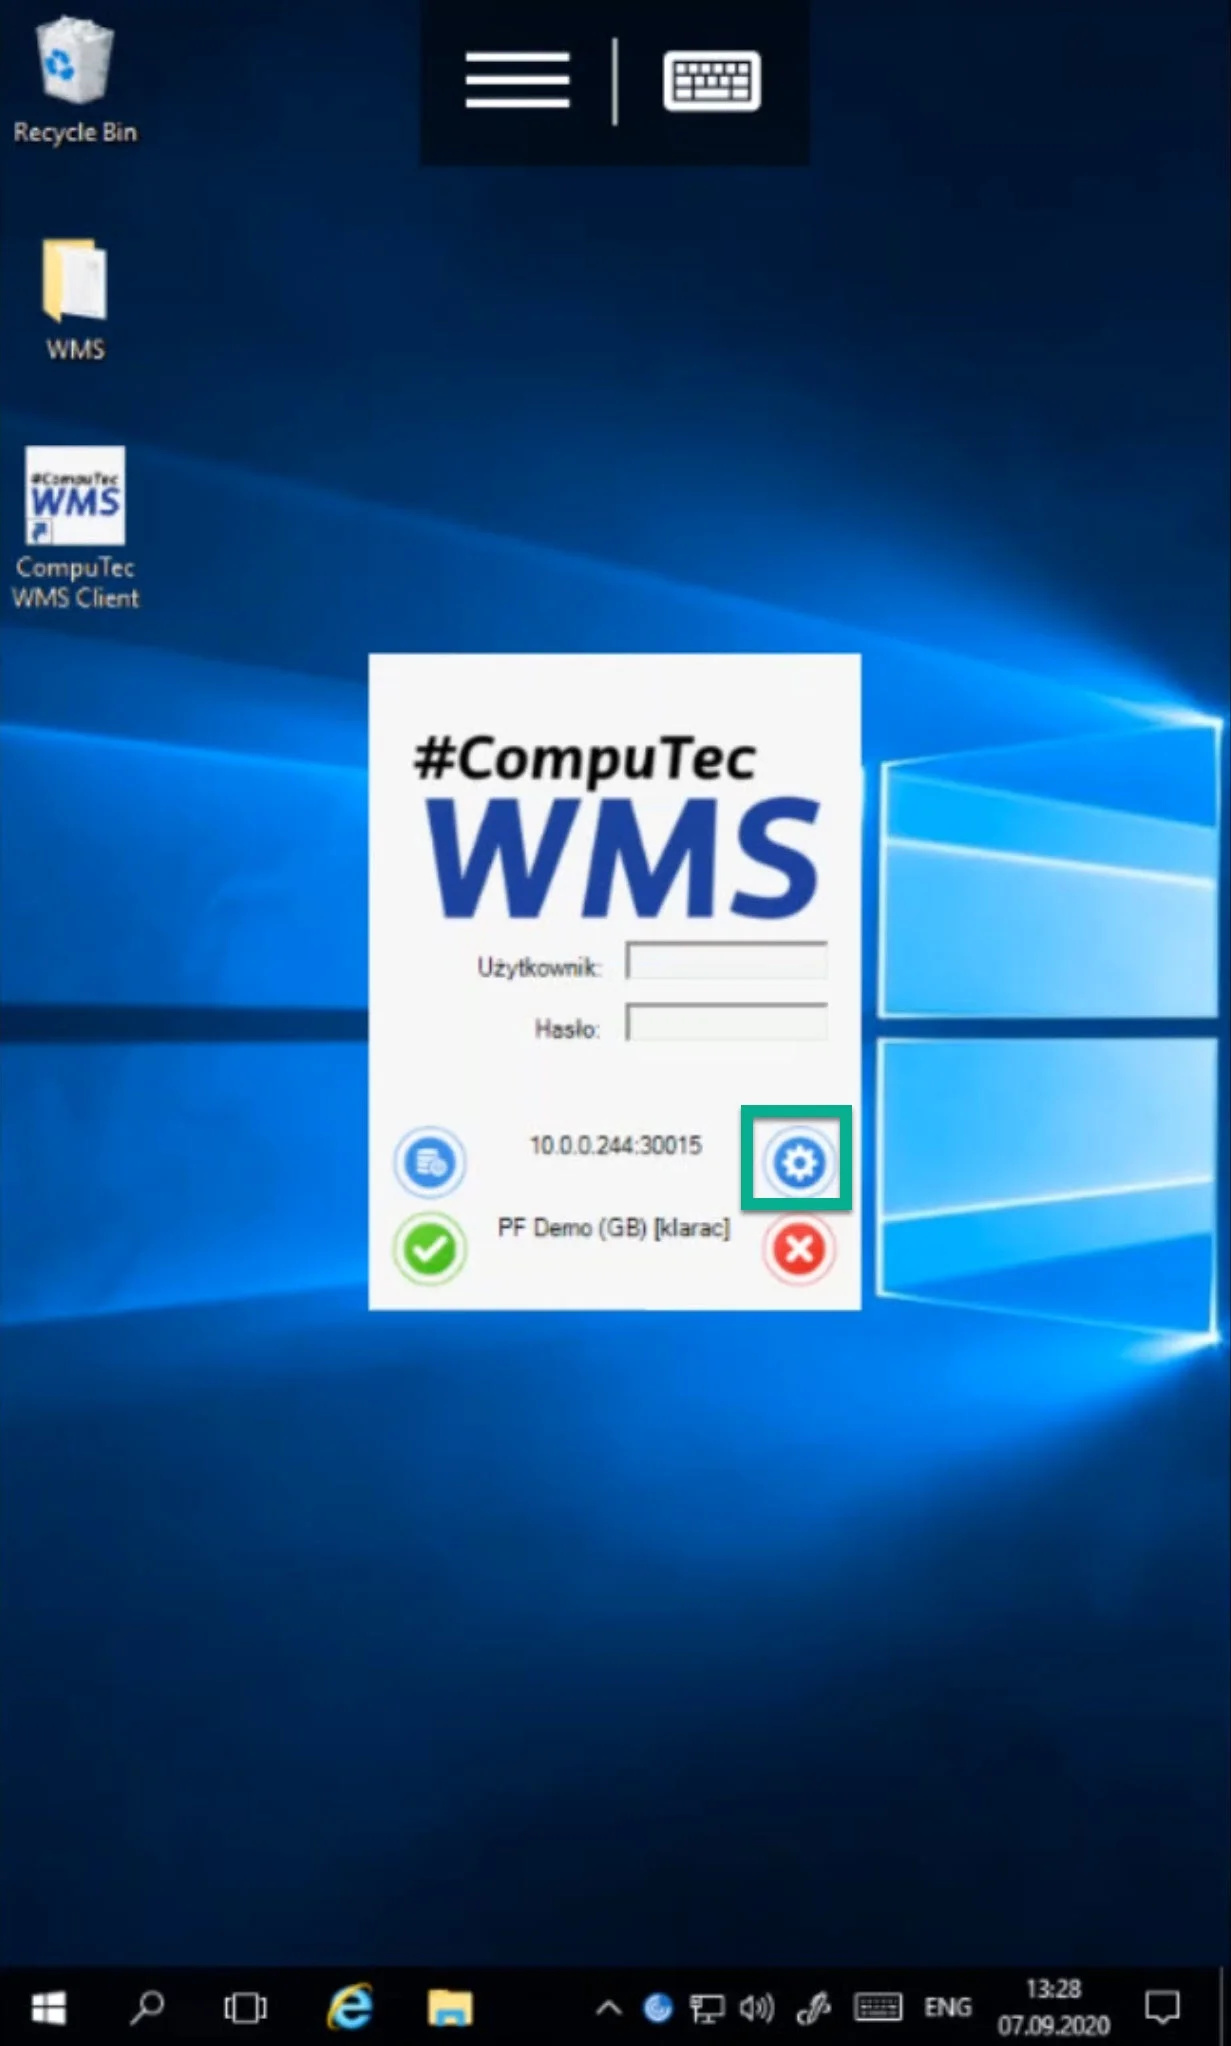 Recycle Bin
WMS
#CompuTec
WMS
CompuTec
WMS Client
#CompuTec
WMS
Użytkownik:
Hasło:
10.0.0.244:30015
PF Demo (GB) [klarac]
ENG
13:28
07.09.2020